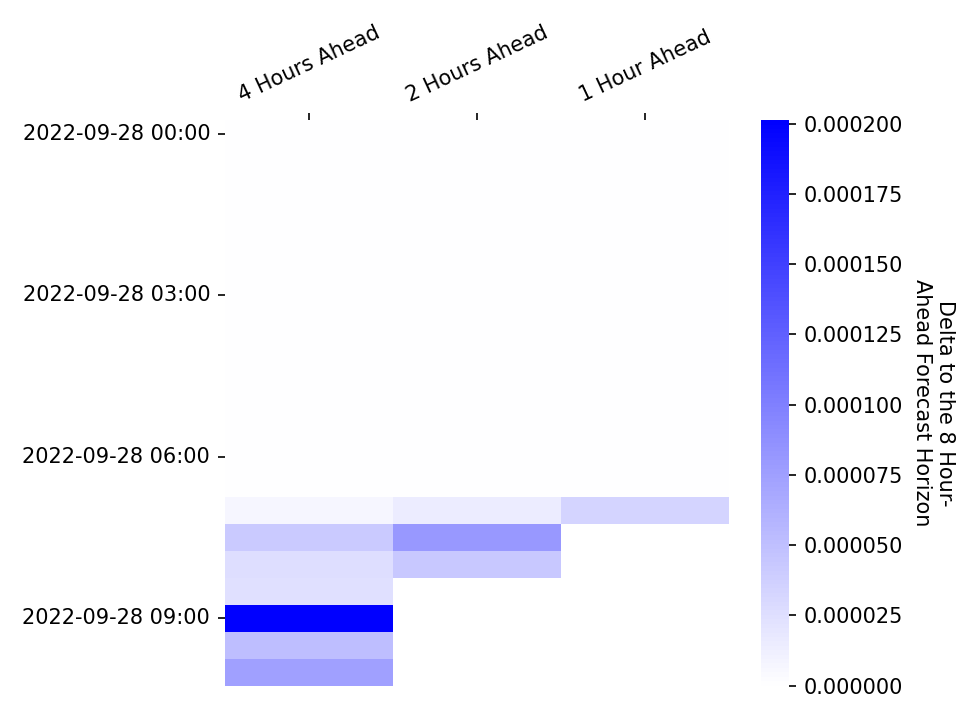 4 Hours Ahead
2 Hours Ahead
1 Hour Ahead
2022-09-28 00:00
2022-09-28 03:00
2022-09-28 06:00
2022-09-28 09:00
0.000200
0.000175
0.000150
0.000125
0.000100
0.000075
0.000050
0.000025
0.000000
Delta to the 8 Hour-
Ahead Forecast Horizon